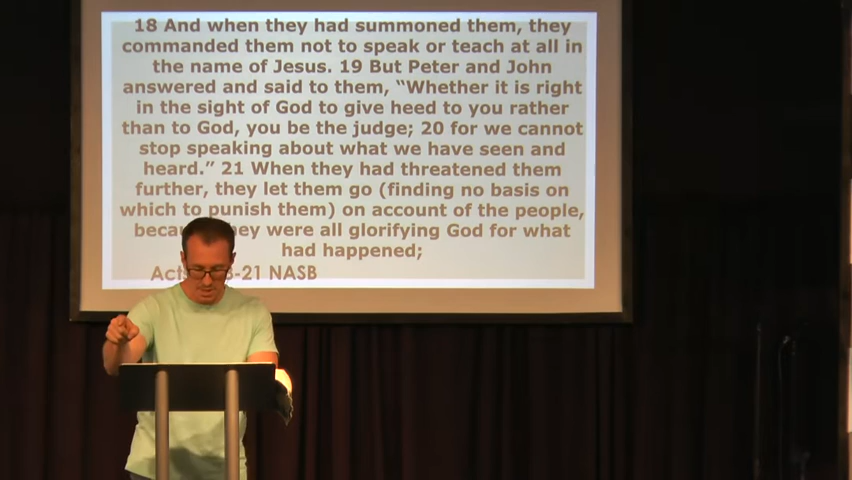 18 And when they had summoned them, they
commanded them not to speak or teach at all in
the name of Jesus. 19 But Peter and John
answered and said to them, “Whether it is right
in the sight of God to give heed to you rather
than to God, you be the judge; 20 for we cannot
stop speaking about what we have seen and
heard.” 21 When they had threatened them
further, they let them go (finding no basis on
which to punish them) on account of the people,
they were all glorifying God for what
had happened;
NASB